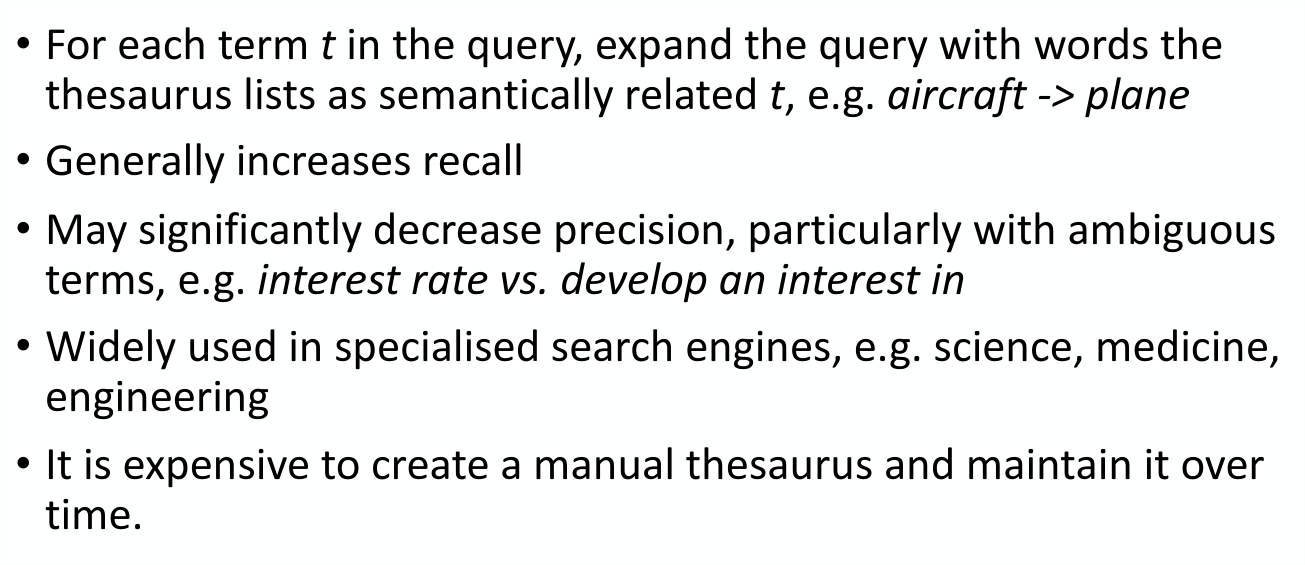 • For each term t in the query, expand the query with words the
thesaurus lists as semantically related t, e.g. aircraft -> plane
• Generally increases recall
• May significantly decrease precision, particularly with ambiguous
terms, e.g. interest rate vs. develop an interest in
• Widely used in specialised search engines, e.g. science, medicine,
engineering
• It is expensive to create a manual thesaurus and maintain it over
time.